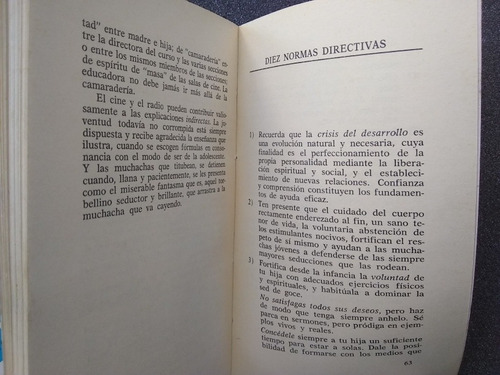 tad” entre madre e hija; de “camaradería” en-
tre la directora del curso y las varias secciones
o entre los mismos miembros de las secciones;
de espíritu de “masa” de las salas de cine. La
educadora no debe jamás ir más allá de la
camaradería.
El cine y el radio pueden contribuir valio-
samente a las explicaciones indirectas. La ju-
ventud todavía no corrompida está siempre
dispuesta y recibe agradecida la enseñanza que
ilustra, cuando se escogen fórmulas en conso-
nancia con el modo de ser de la adolescente.
Y las muchachas que titubean, se detienen
cuando, llana y pacientemente, se les presenta
como el miserable fantasma que es, aquel tor-
bellino seductor y brillante, que arrastra a la
muchacha que va cayendo.
DIEZ NORMAS DIRECTIVAS
1) Recuerda que la crisis del desarrollo es
una evolución natural y necesaria, cuya
finalidad es el perfeccionamiento de la
propia personalidad mediante la libera-
ción espiritual y social, y el estableci-
miento de nuevas relaciones. Confianza
y comprensión constituyen los fundamen-
tos de ayuda eficaz.
2) Ten presente que el cuidado del cuerpo
rectamente enderezado al fin, un sano te-
nor de vida, la voluntaria abstención de
los estimulantes nocivos, fortifican el res-
peto de sí mismo y ayudan a las mucha-
chas jóvenes a defenderse de las siempre
mayores seducciones que las rodean.
3) Fortifica desde la infancia la voluntad de
tu hija con adecuados ejercicios físicos
y espirituales, y habitúala a dominar la
sed de goce.
No satisfagas todos sus deseos, pero haz
de modo que tenga siempre anhelo. Sé
parca en sermones, pero pródiga en ejem-
plos vivos y reales.
Concédele siempre a tu hija un suficiente
tiempo para estar a solas. Dale la posi-
bilidad de formarse con los medios que
63